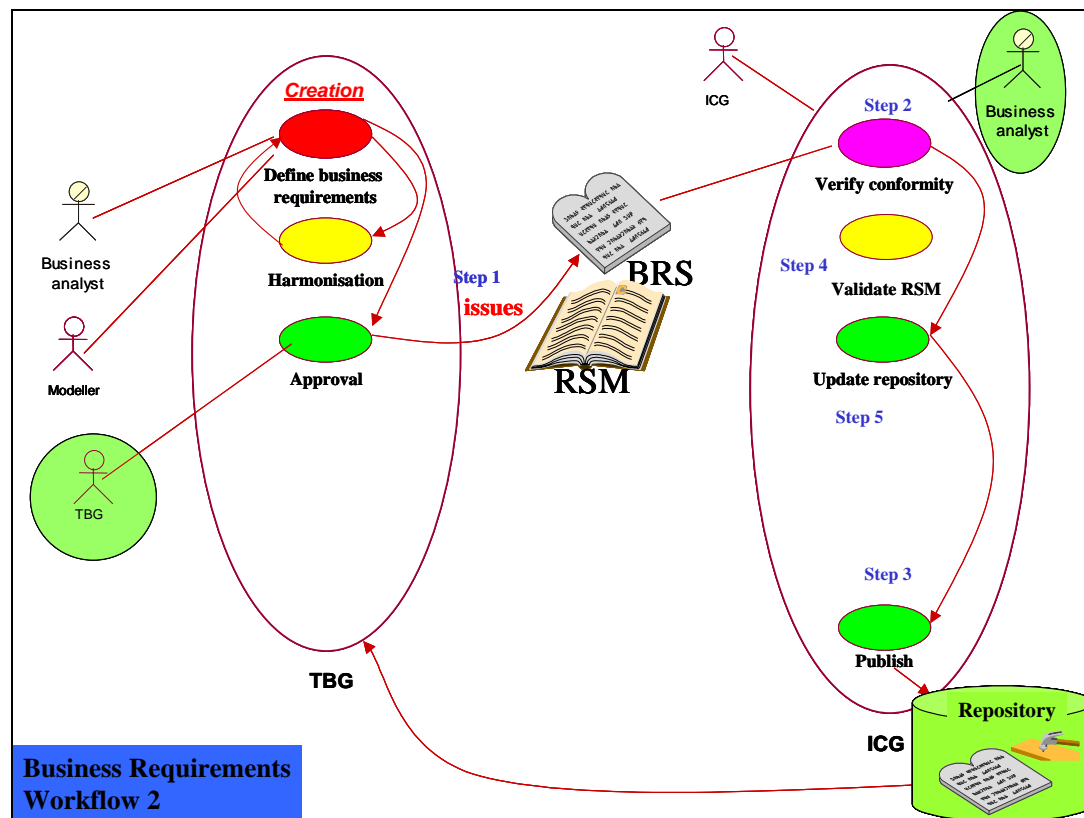 Creation
Define business
requirements
Harmonisation
Approval
Business
analyst
Modeller
TBG
TBG
Step 1
issues
BRS
RSM
ICG
Business
analyst
Step 2
Verify conformity
Step 4
Validate RSM
Update repository
Step 5
Step 3
Publish
ICG
Repository
Business Requirements
Workflow 2